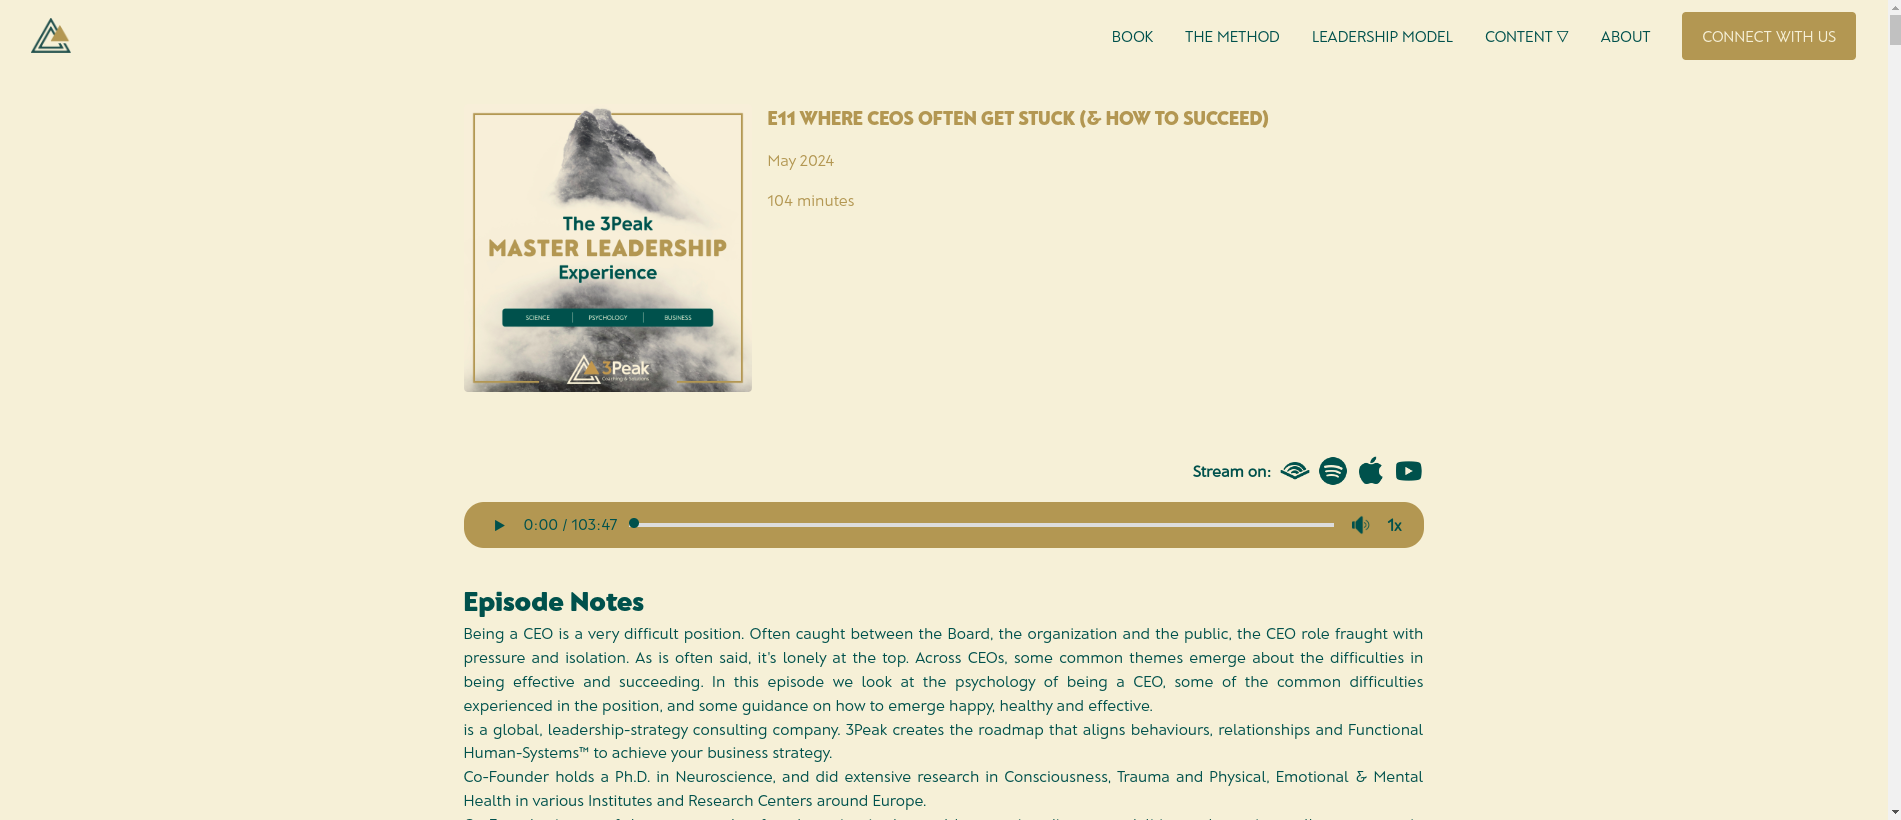 BOOK THE METHOD LEADERSHIP MODEL CONTENT ▽ ABOUT CONNECT WITH US
E11 WHERE CEOS OFTEN GET STUCK (& HOW TO SUCCEED)
May 2024
104 minutes
The 3Peak
MASTER LEADERSHIP
Experience
SCIENCE | PSYCHOLOGY | BUSINESS
3Peak
Coaching & Solutions
Stream on:
0:00 / 103:47 1x
Episode Notes
Being a CEO is a very difficult position. Often caught between the Board, the organization and the public, the CEO role fraught with
pressure and isolation. As is often said, it's lonely at the top. Across CEOs, some common themes emerge about the difficulties in
being effective and succeeding. In this episode we look at the psychology of being a CEO, some of the common difficulties
experienced in the position, and some guidance on how to emerge happy, healthy and effective.
is a global, leadership-strategy consulting company. 3Peak creates the roadmap that aligns behaviours, relationships and Functional
Human-Systems™ to achieve your business strategy.
Co-Founder holds a Ph.D. in Neuroscience, and did extensive research in Consciousness, Trauma and Physical, Emotional & Mental
Health in various Institutes and Research Centers around Europe.